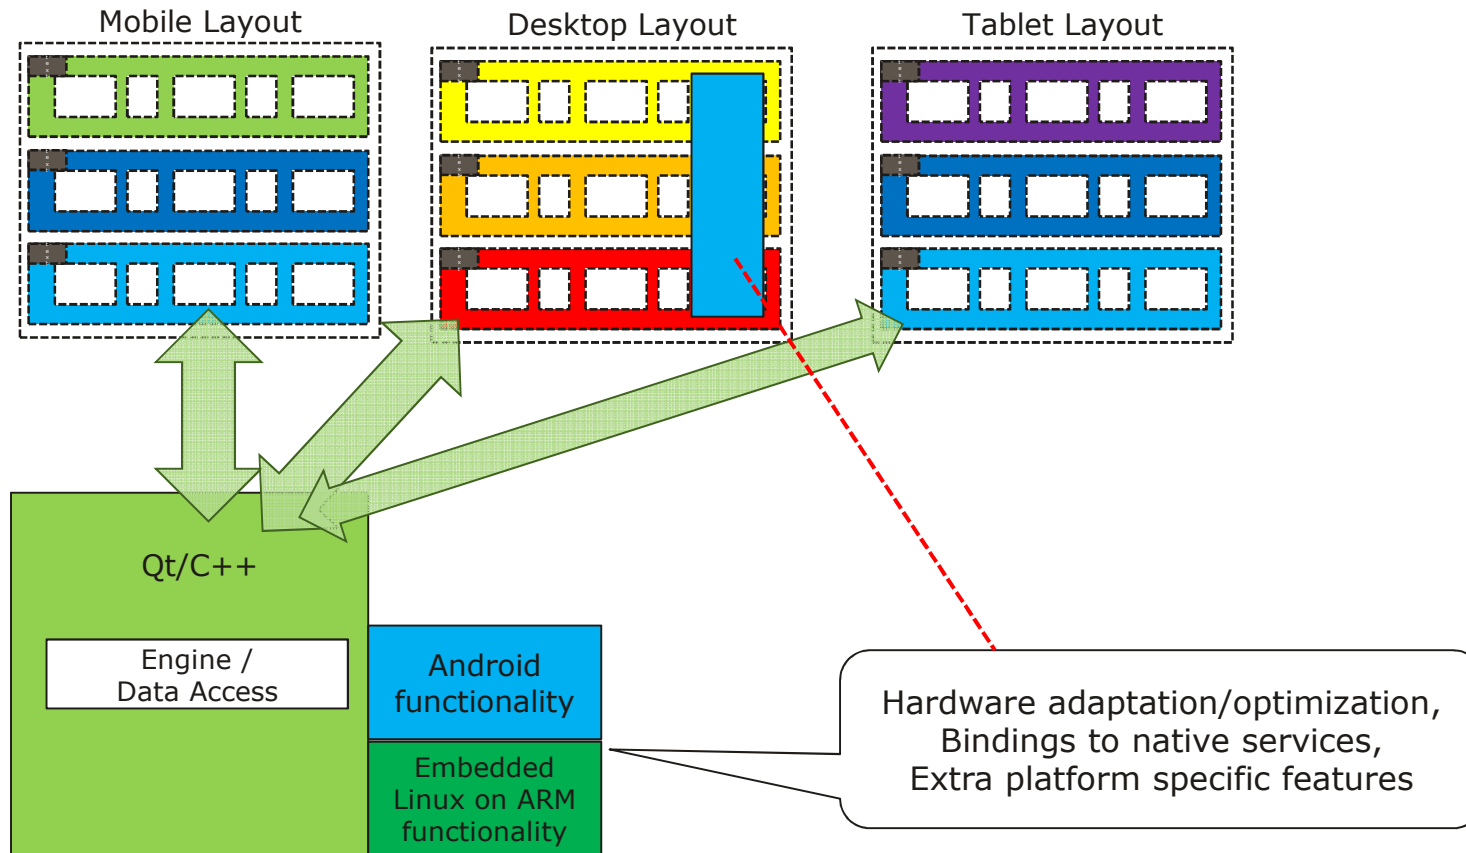 Mobile Layout
Desktop Layout
Tablet Layout
Qt/C++
Engine /
Data Access
Android
functionality
Embedded
Linux on ARM
functionality
Hardware adaptation/optimization,
Bindings to native services,
Extra platform specific features